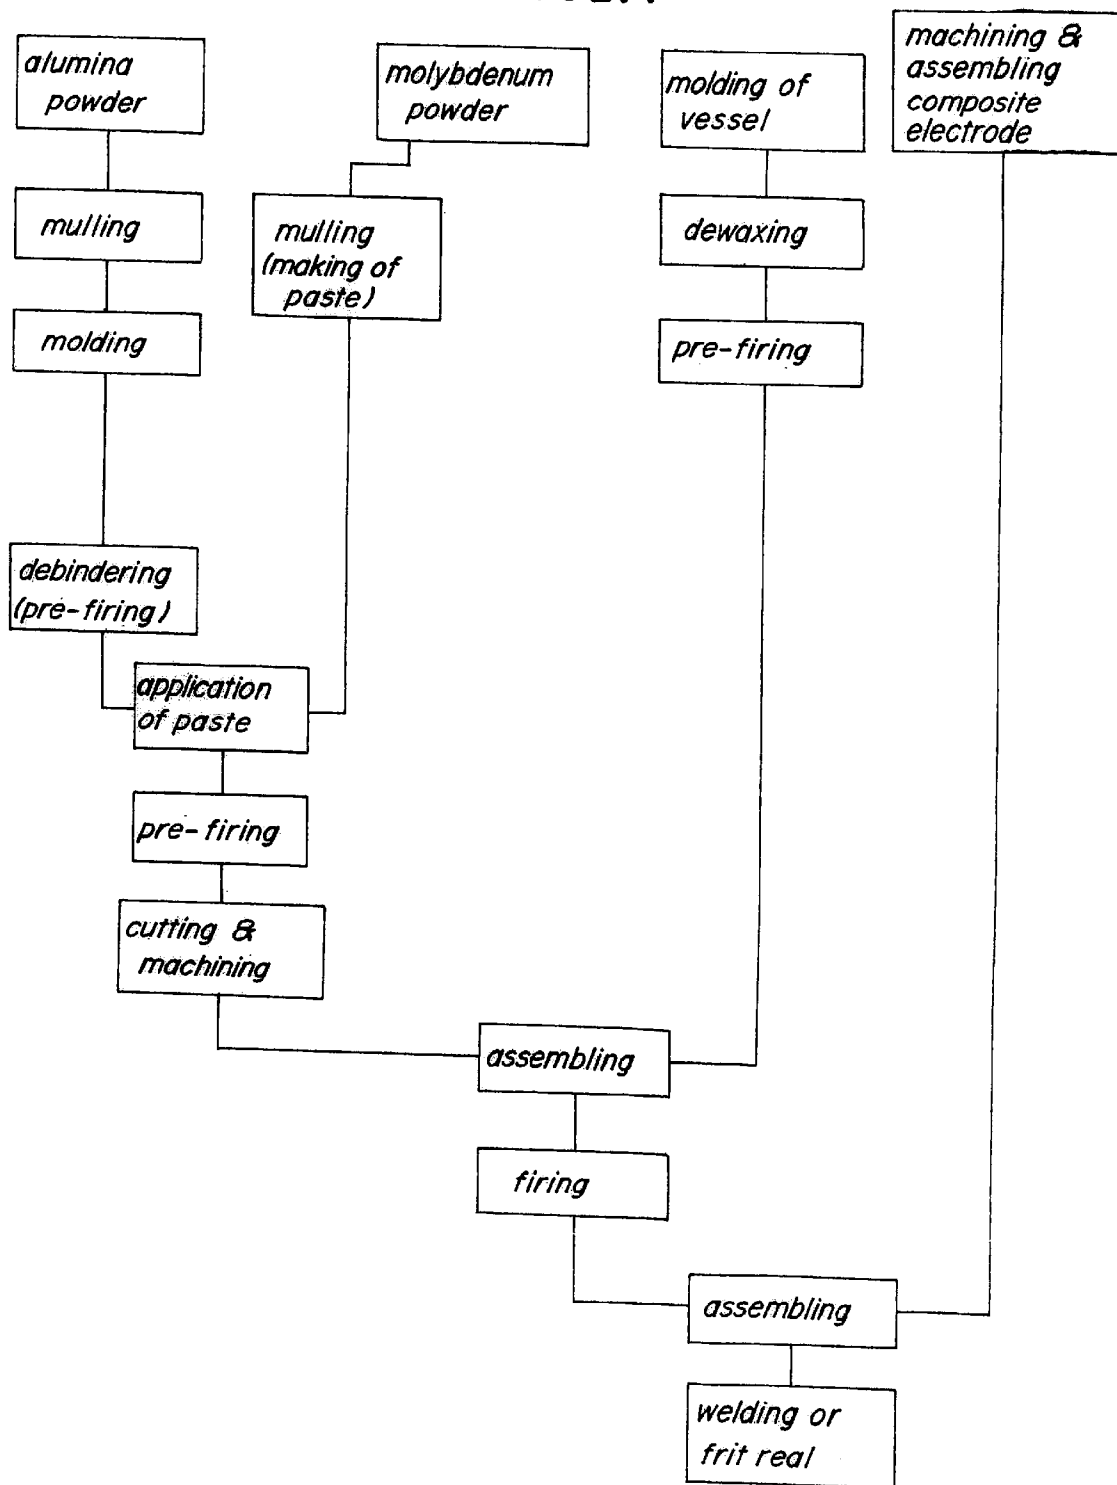 alumina
powder
molybdenum
powder
molding of
vessel
machining &
assembling
composite
electrode
mulling
mulling
(making of
paste)
dewaxing
molding
pre-firing
debindering
(pre-firing)
application
of paste
pre-firing
cutting &
machining
assembling
firing
assembling
welding or
frit real